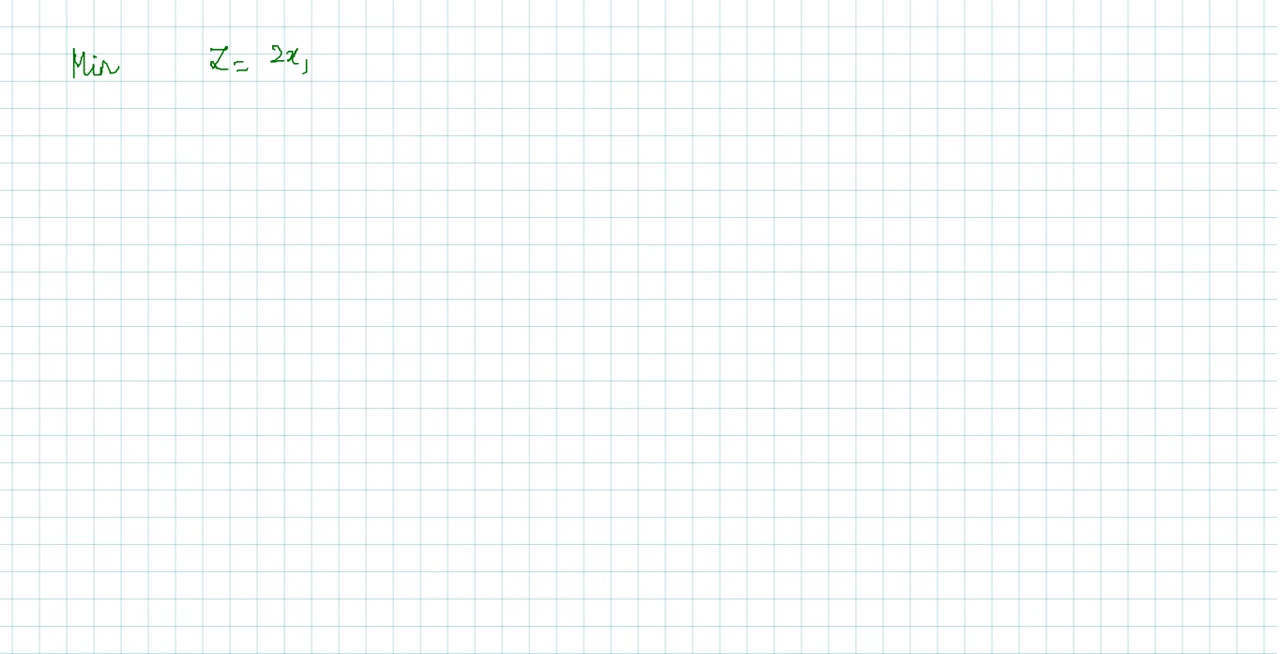 Min Z = 2x₁